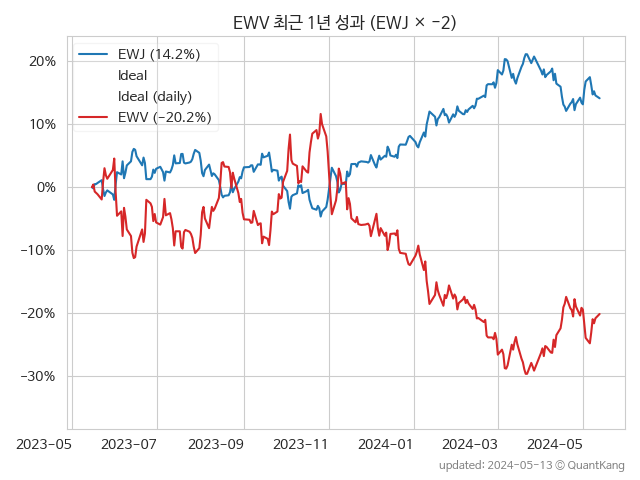 EWV 최근 1년 성과 (EWJ × −2)
EWJ (14.2%)
Ideal
Ideal (daily)
EWV (−20.2%)
20%
10%
0%
−10%
−20%
−30%
2023-05 2023-07 2023-09 2023-11 2024-01 2024-03 2024-05
updated: 2024-05-13 © QuantKang